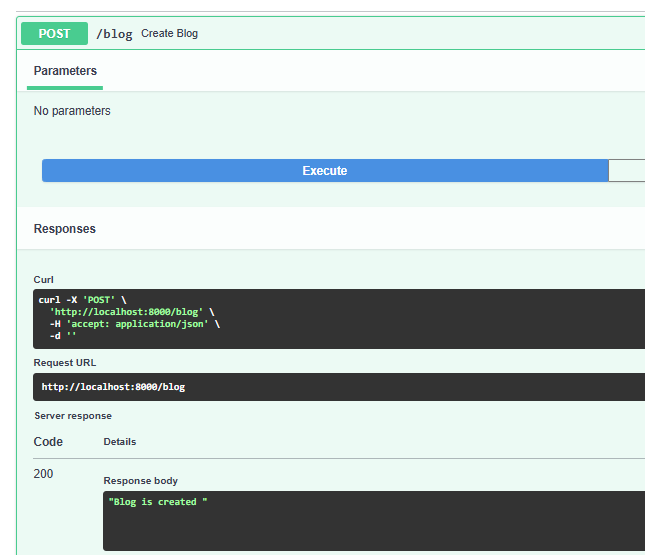 POST /blog Create Blog
Parameters
No parameters
Execute
Responses
Curl
curl -X 'POST' \
'http://localhost:8000/blog' \
-H 'accept: application/json' \
-d ''
Request URL
http://localhost:8000/blog
Server response
Code Details
200
Response body
"Blog is created "